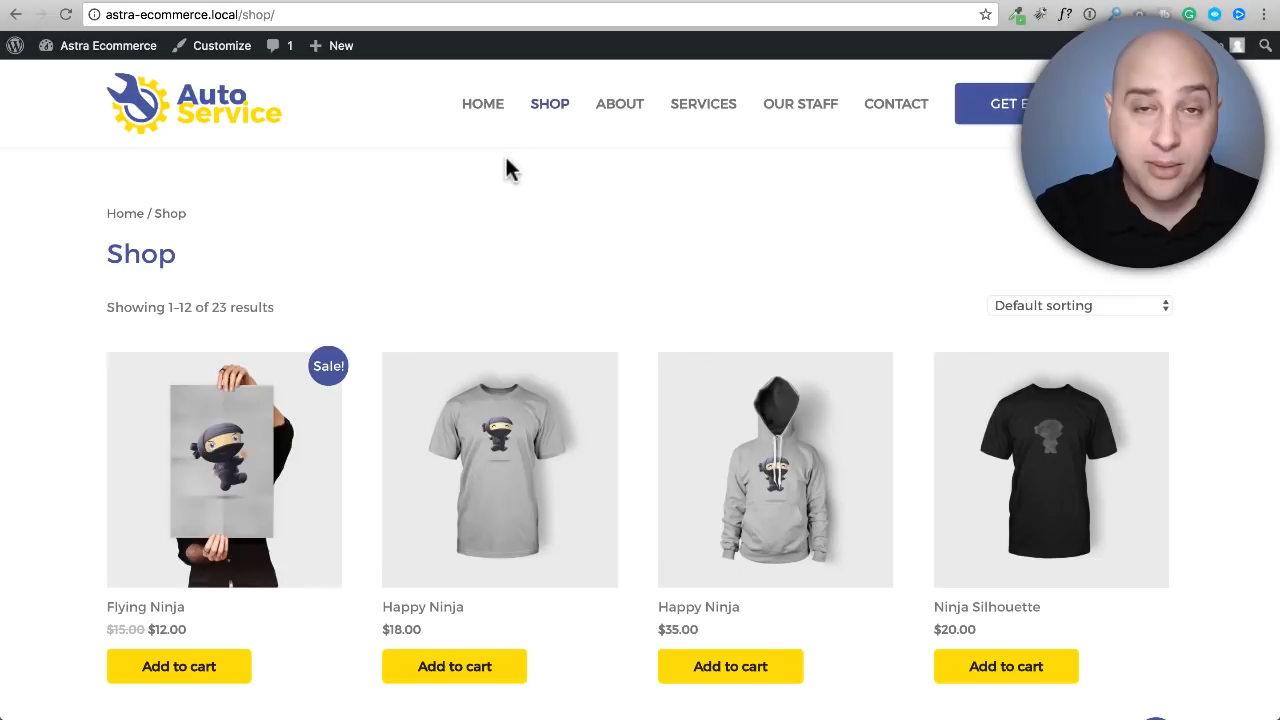 astra-ecommerce.local/shop/
Astra Ecommerce Customize 1 New
Auto
Service
HOME SHOP ABOUT SERVICES OUR STAFF CONTACT GET
Home / Shop
Shop
Showing 1–12 of 23 results
Default sorting
Sale!
Flying Ninja
$15.00 $12.00
Add to cart
Happy Ninja
$18.00
Add to cart
Happy Ninja
$35.00
Add to cart
Ninja Silhouette
$20.00
Add to cart